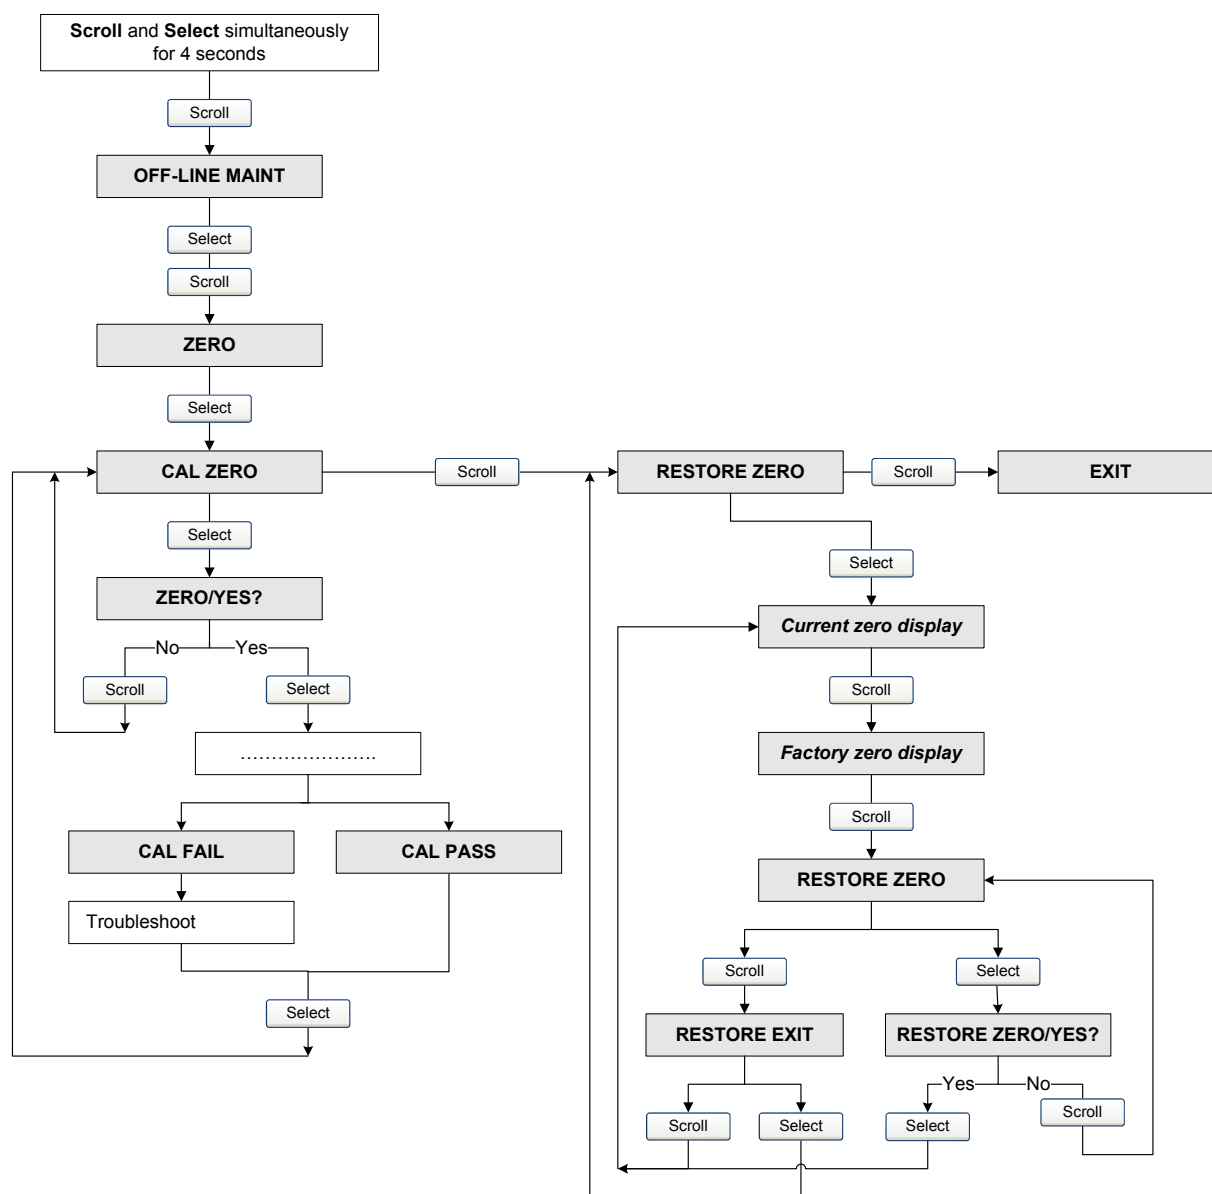 Scroll and Select simultaneously
for 4 seconds
Scroll
OFF-LINE MAINT
Select
Scroll
ZERO
Select
CAL ZERO
Scroll
RESTORE ZERO
Scroll
EXIT
Select
ZERO/YES?
No
Yes
Scroll
Select
......................
CAL FAIL
CAL PASS
Troubleshoot
Select
Select
Current zero display
Scroll
Factory zero display
Scroll
RESTORE ZERO
Scroll
Select
RESTORE EXIT
RESTORE ZERO/YES?
Yes
No
Scroll
Select
Select
Scroll